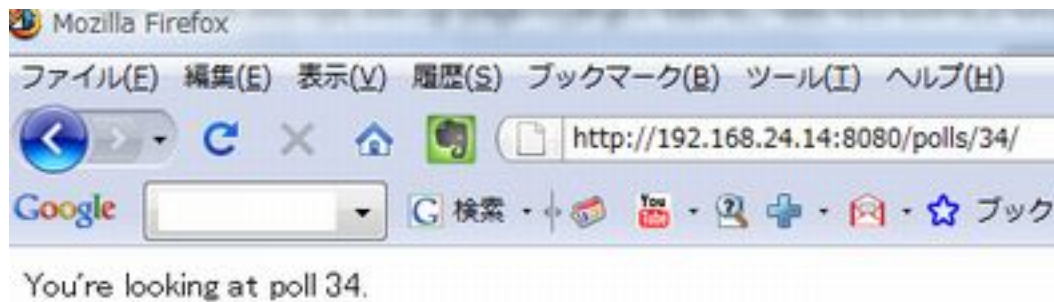 Mozilla Firefox
ファイル(F) 編集(E) 表示(V) 履歴(S) ブックマーク(B) ツール(T) ヘルプ(H)
http://192.168.24.14:8080/polls/34/
Google G 検索 You Tube ブック
You're looking at poll 34.